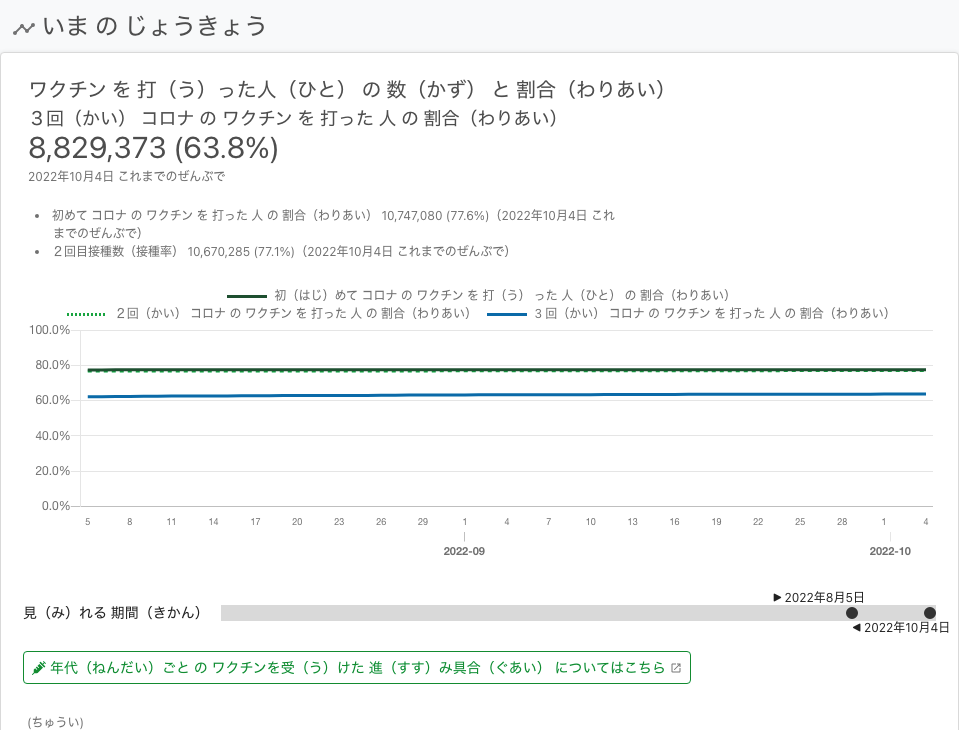 いま の じょうきょう
ワクチン を 打（う）った人（ひと） の 数（かず） と 割合（わりあい）
３回（かい） コロナ の ワクチン を 打った 人 の 割合（わりあい）
8,829,373 (63.8%)
2022年10月4日 これまでのぜんぶで
• 初めて コロナ の ワクチン を 打った 人 の 割合（わりあい） 10,747,080 (77.6%)（2022年10月4日 これ
までのぜんぶで）
• ２回目接種数（接種率） 10,670,285 (77.1%)（2022年10月4日 これまでのぜんぶで）
初（はじ）めて コロナ の ワクチン を 打（う） った 人（ひと） の 割合（わりあい）
２回（かい） コロナ の ワクチン を 打った 人 の 割合（わりあい） ３回（かい） コロナ の ワクチン を 打った 人 の 割合（わりあい）
100.0%
80.0%
60.0%
40.0%
20.0%
0.0%
5 8 11 14 17 20 23 26 29 1 4 7 10 13 16 19 22 25 28 1 4
2022-09 2022-10
▶ 2022年8月5日
見（み）れる 期間（きかん）
◀ 2022年10月4日
年代（ねんだい）ごと の ワクチンを受（う）けた 進（すす）み具合（ぐあい） についてはこちら
（ちゅうい）